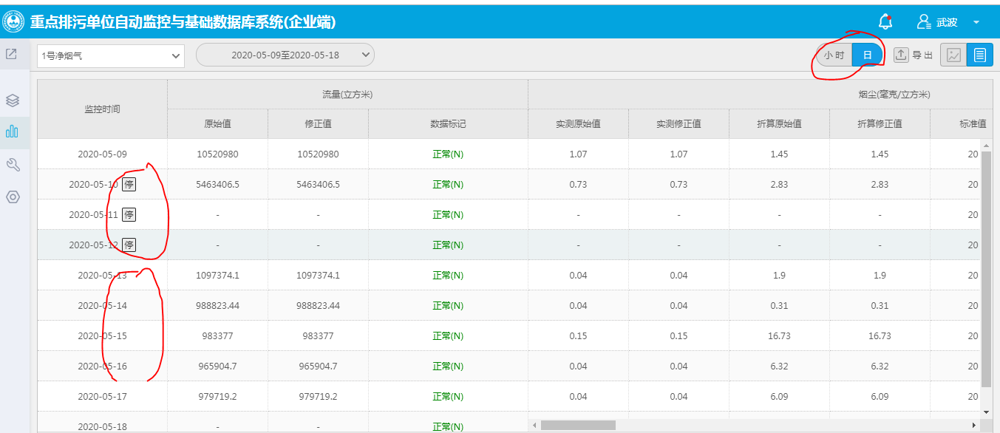 重点排污单位自动监控与基础数据库系统(企业端)
武波
1号净烟气
2020-05-09至2020-05-18
小时 日 导出
监控时间 流量(立方米) 烟尘(毫克/立方米)
原始值 修正值 数据标记 实测原始值 实测修正值 折算原始值 折算修正值 标准值
2020-05-09 10520980 10520980 正常(N) 1.07 1.07 1.45 1.45 20
2020-05-10 停 5463406.5 5463406.5 正常(N) 0.73 0.73 2.83 2.83 20
2020-05-11 停 - - 正常(N) - - - - 20
2020-05-12 停 - - 正常(N) - - - - 20
2020-05-13 1097374.1 1097374.1 正常(N) 0.04 0.04 1.9 1.9 20
2020-05-14 988823.44 988823.44 正常(N) 0.04 0.04 0.31 0.31 20
2020-05-15 983377 983377 正常(N) 0.15 0.15 16.73 16.73 20
2020-05-16 965904.7 965904.7 正常(N) 0.04 0.04 6.32 6.32 20
2020-05-17 979719.2 979719.2 正常(N) 0.04 0.04 6.09 6.09 20
2020-05-18 - - 正常(N)